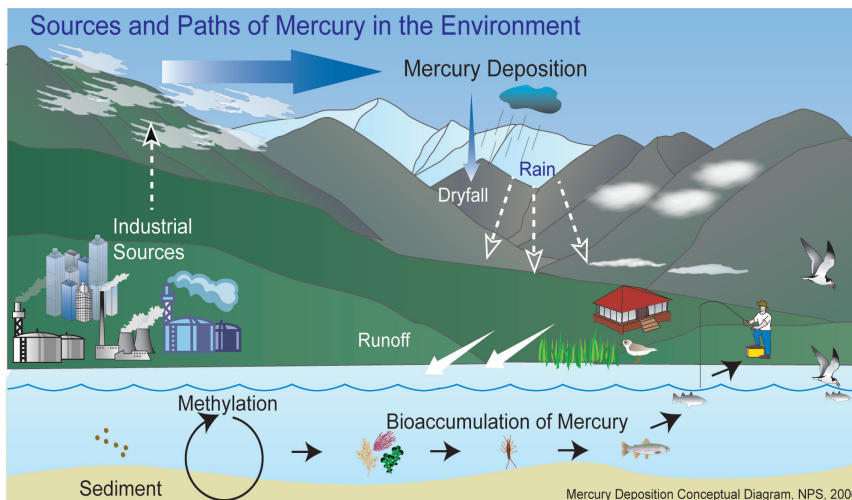 Sources and Paths of Mercury in the Environment
Mercury Deposition
Rain
Dryfall
Industrial
Sources
Runoff
Methylation
Bioaccumulation of Mercury
Sediment
Mercury Deposition Conceptual Diagram, NPS, 200